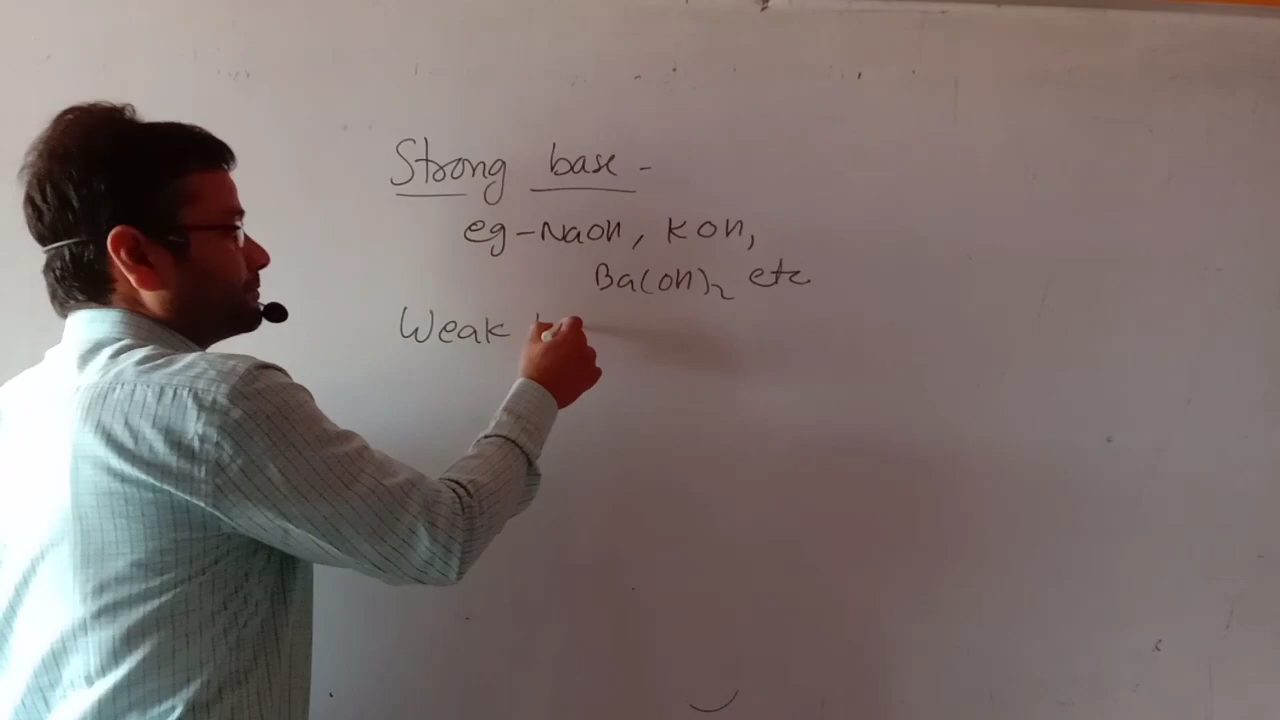 Strong base -
eg - NaOH, KOH,
Ba(OH)₂ etc
Weak